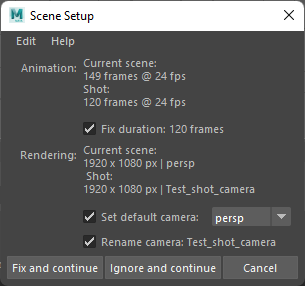 Scene Setup
Edit Help
Animation:
Current scene:
149 frames @ 24 fps
Shot:
120 frames @ 24 fps
Fix duration: 120 frames
Rendering:
Current scene:
1920 x 1080 px | persp
Shot:
1920 x 1080 px | Test_shot_camera
Set default camera: persp
Rename camera: Test_shot_camera
Fix and continue Ignore and continue Cancel